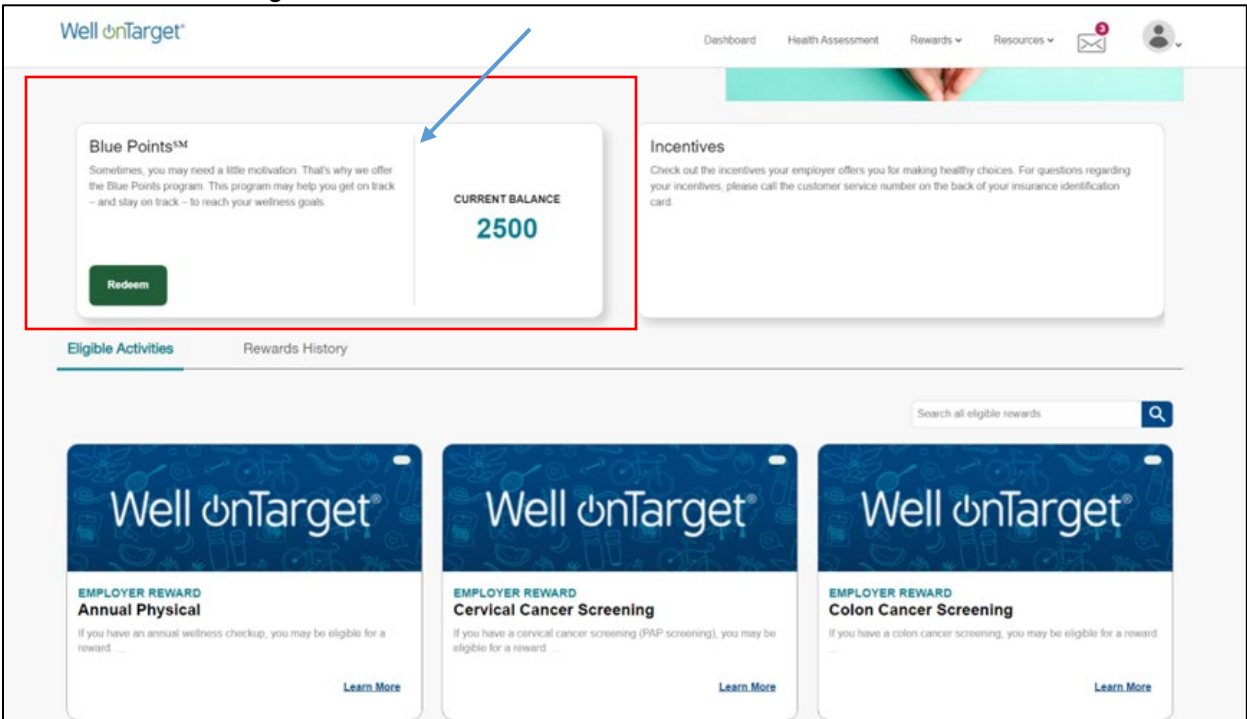 Well onTarget®
Dashboard Health Assessment Rewards Resources 3
Blue Points℠
Sometimes, you may need a little motivation. That's why we offer
the Blue Points program. This program may help you get on track
– and stay on track – to reach your wellness goals.
CURRENT BALANCE
2500
Redeem
Incentives
Check out the incentives your employer offers you for making healthy choices. For questions regarding
your incentives, please call the customer service number on the back of your insurance identification
card.
Eligible Activities Rewards History
Search all eligible rewards
Well onTarget®
EMPLOYER REWARD
Annual Physical
If you have an annual wellness checkup, you may be eligible for a
reward. ...
Learn More
Well onTarget®
EMPLOYER REWARD
Cervical Cancer Screening
If you have a cervical cancer screening (PAP screening), you may be
eligible for a reward. ...
Learn More
Well onTarget®
EMPLOYER REWARD
Colon Cancer Screening
If you have a colon cancer screening, you may be eligible for a reward.
...
Learn More